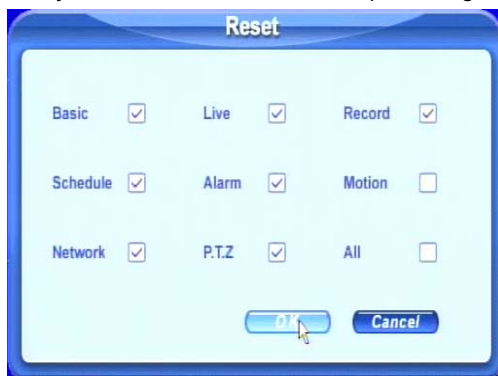 Reset
Basic Live Record
Schedule Alarm Motion
Network P.T.Z All
OK Cancel